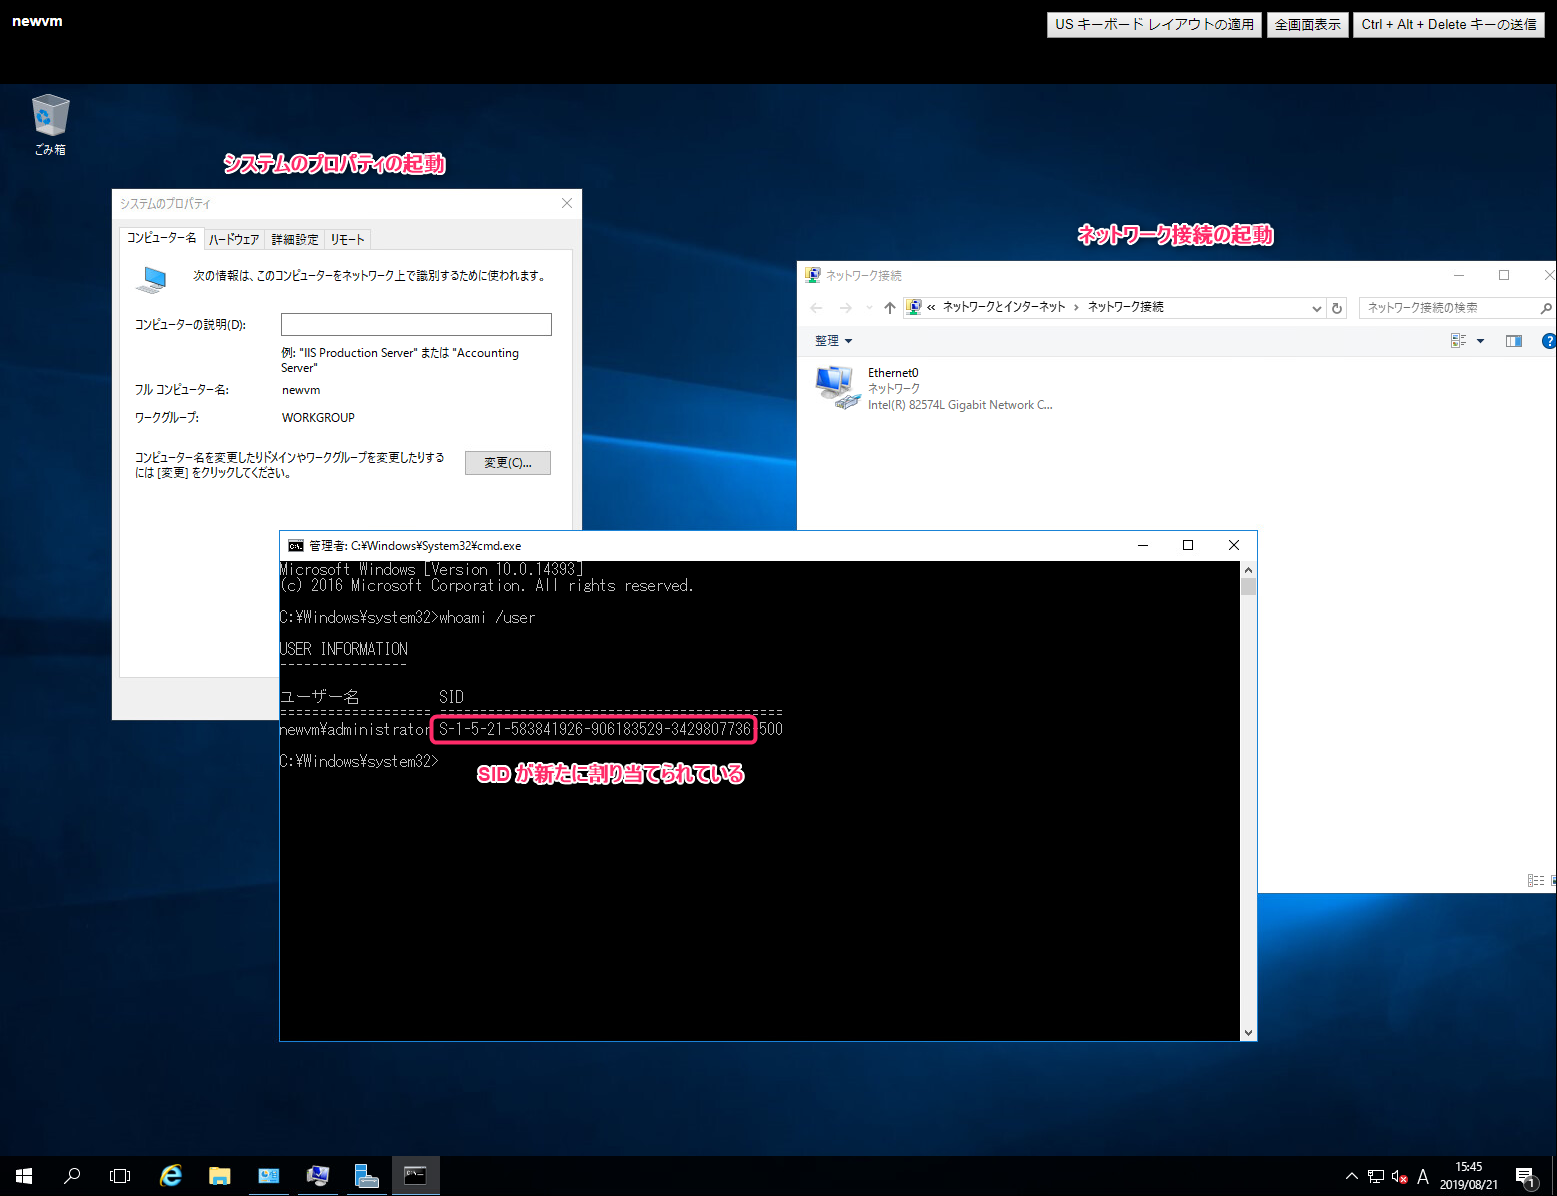 newvm
US キーボード レイアウトの適用
全画面表示
Ctrl + Alt + Delete キーの送信
ごみ箱
システムのプロパティの起動
システムのプロパティ
コンピューター名
ハードウェア
詳細設定
リモート
次の情報は、このコンピューターをネットワーク上で識別するために使われます。
コンピューターの説明(D):
例: "IIS Production Server" または "Accounting
Server"
フル コンピューター名:
newvm
ワークグループ:
WORKGROUP
コンピューター名を変更したりドメインやワークグループを変更したりする
には [変更] をクリックしてください。
変更(C)...
ネットワーク接続の起動
ネットワーク接続
« ネットワークとインターネット › ネットワーク接続
ネットワーク接続の検索
整理
Ethernet0
ネットワーク
Intel(R) 82574L Gigabit Network C...
管理者: C:¥Windows¥System32¥cmd.exe
Microsoft Windows [Version 10.0.14393]
(c) 2016 Microsoft Corporation. All rights reserved.
C:¥Windows¥system32>whoami /user
USER INFORMATION
----------------
ユーザー名 SID
=================== ===========================================
newvm¥administrator S-1-5-21-583841926-906183529-3429807736-500
C:¥Windows¥system32>
SID が新たに割り当てられている
A
15:45
2019/08/21
1